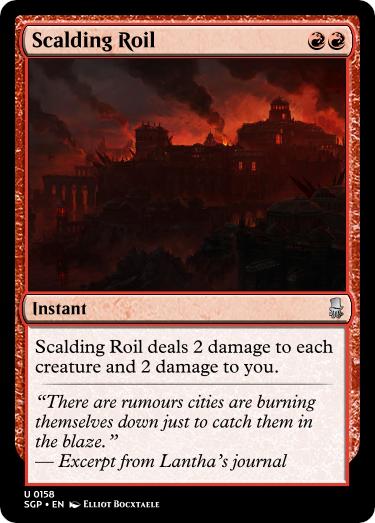 Scalding Roil
Instant
Scalding Roil deals 2 damage to each
creature and 2 damage to you.
“There are rumours cities are burning
themselves down just to catch them in
the blaze.”
— Excerpt from Lantha’s journal
U 0158
SGP • EN Elliot Bocxtaele